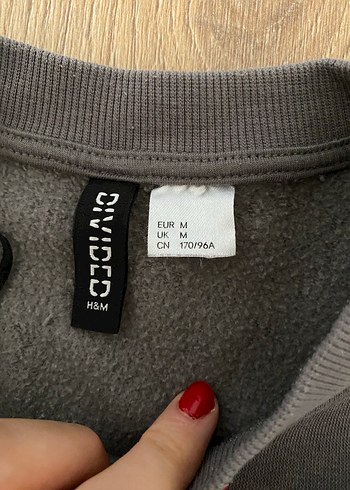 DIVIDED
H&M
EUR M
UK M
CN 170/96A